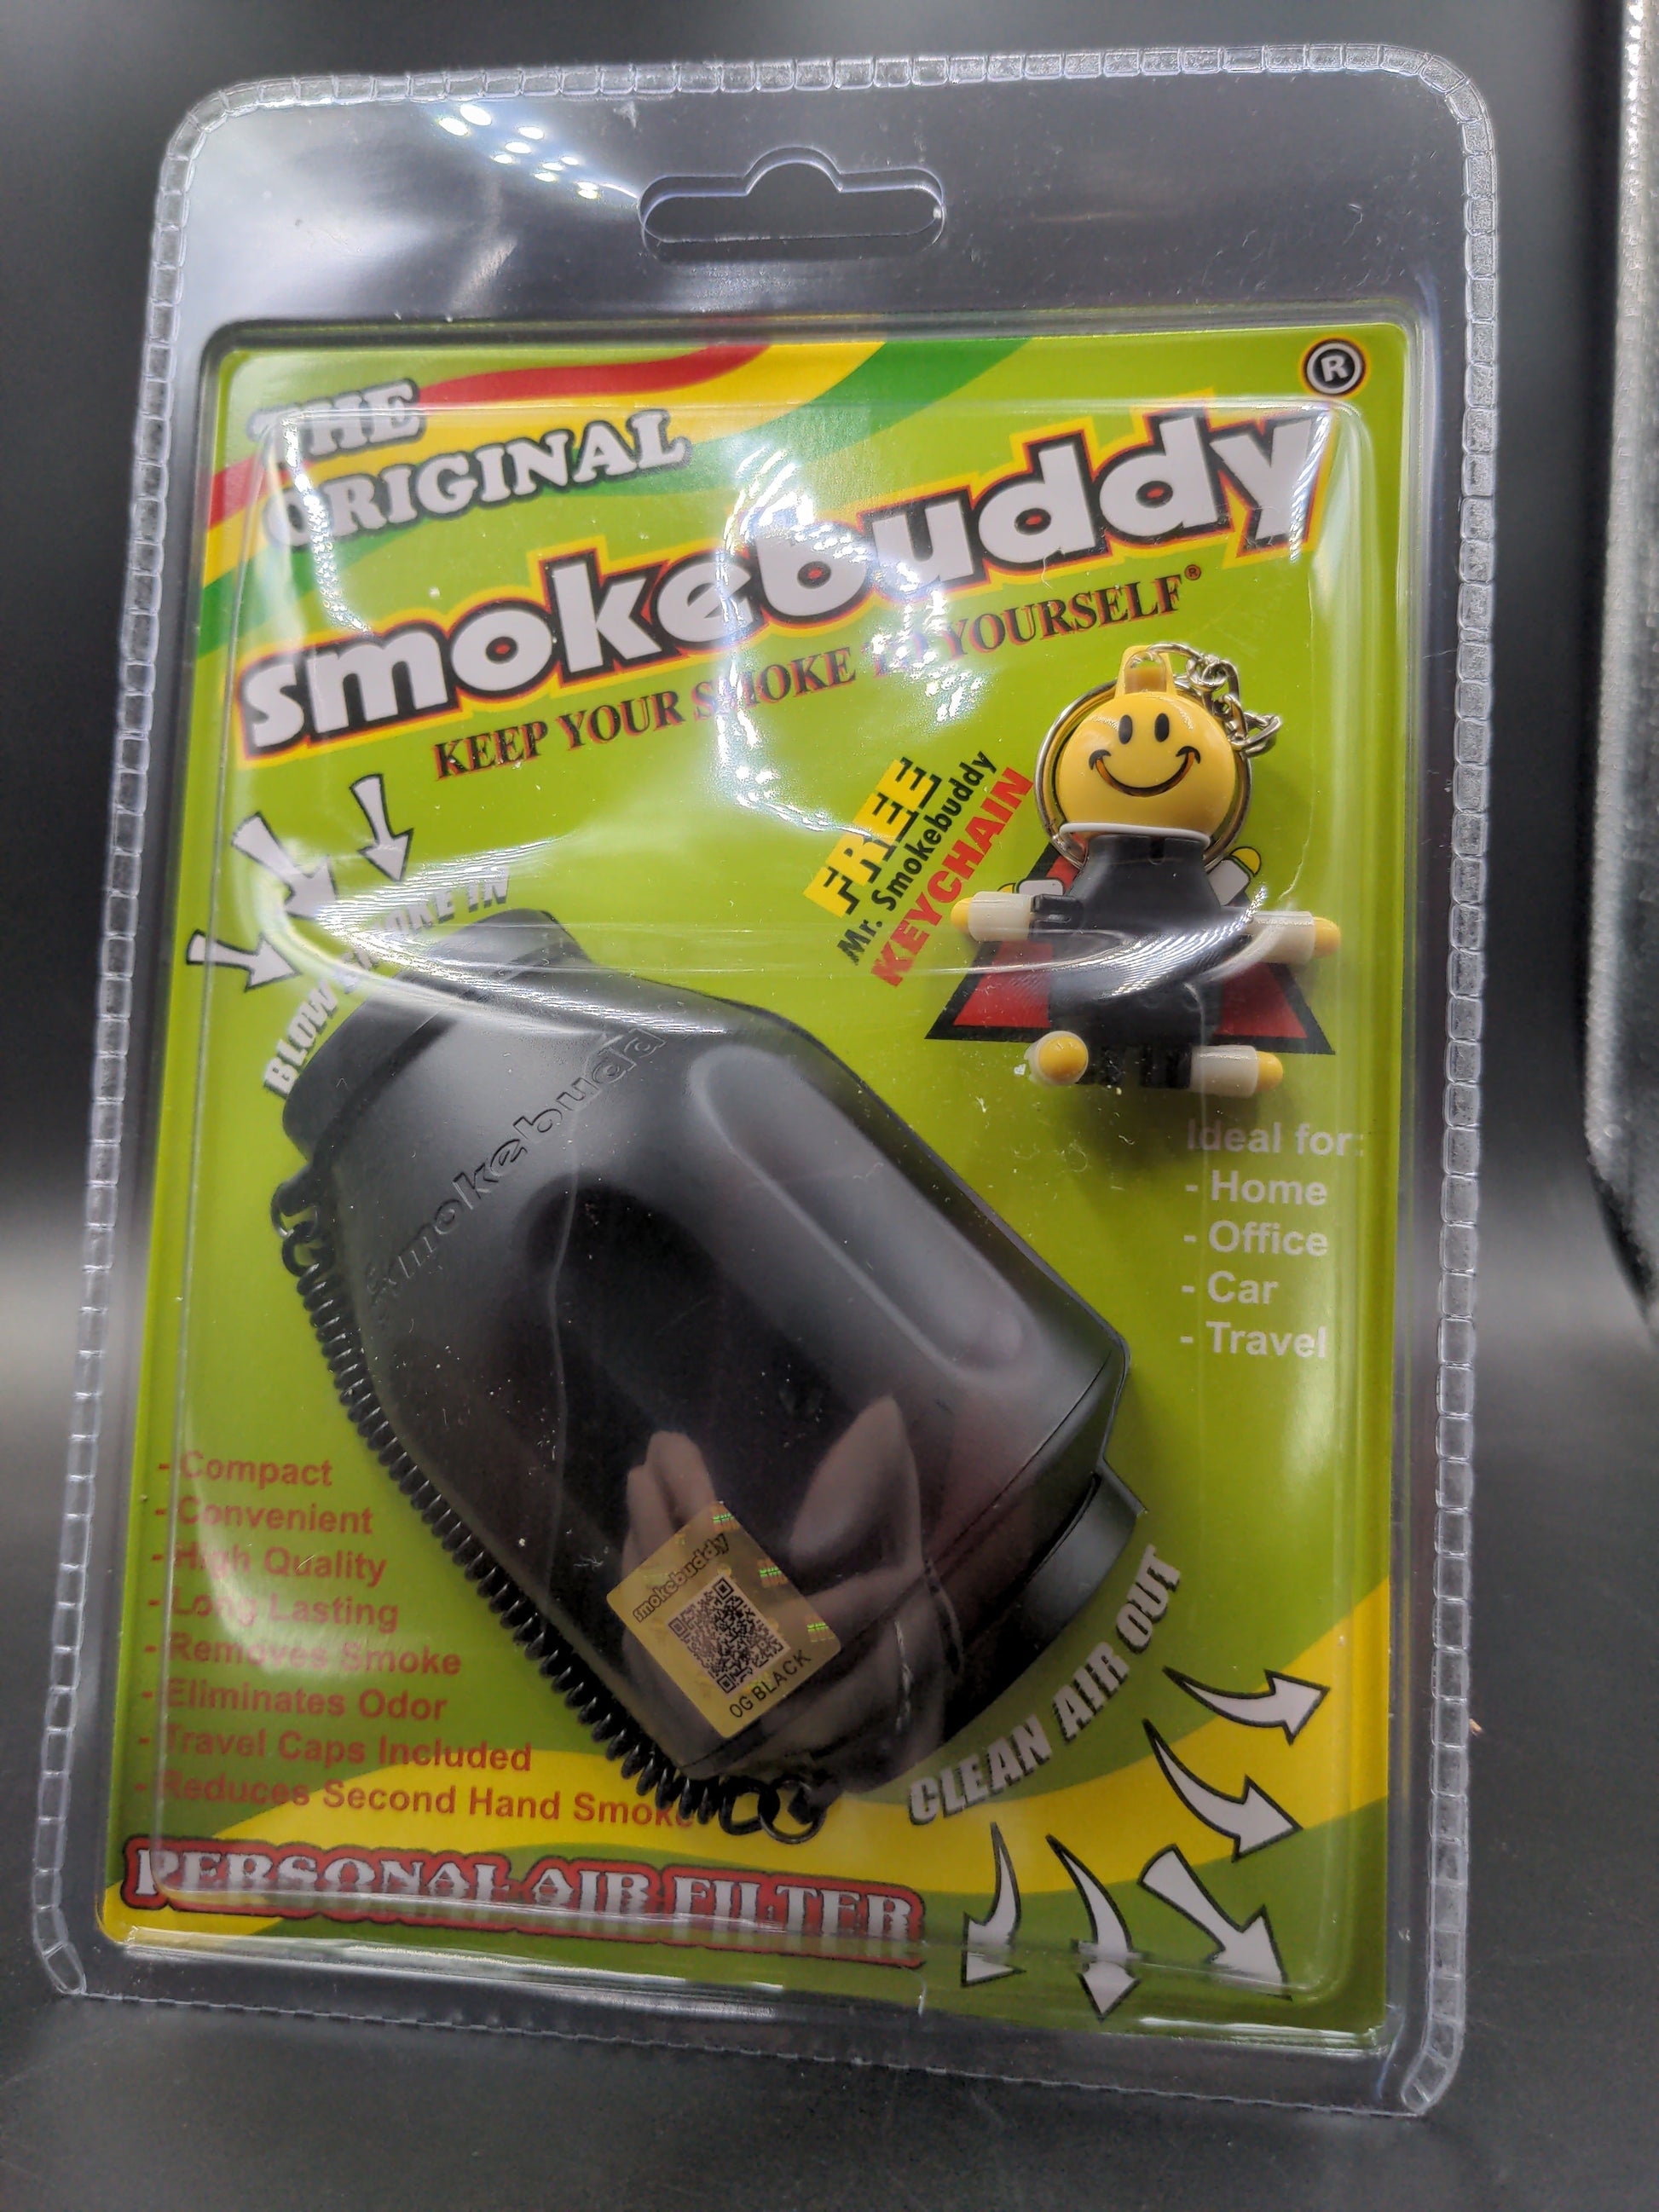 THE
ORIGINAL
®
smokebuddy
KEEP YOUR SMOKE TO YOURSELF®
FREE
Mr. Smokebuddy
KEYCHAIN
BLOW SMOKE IN
smokebuddy
Ideal for:
- Home
- Office
- Car
- Travel
- Compact
- Convenient
- High Quality
- Long Lasting
- Removes Smoke
- Eliminates Odor
- Travel Caps Included
- Reduces Second Hand Smoke
smokebuddy
OG BLACK
CLEAN AIR OUT
PERSONAL AIR FILTER